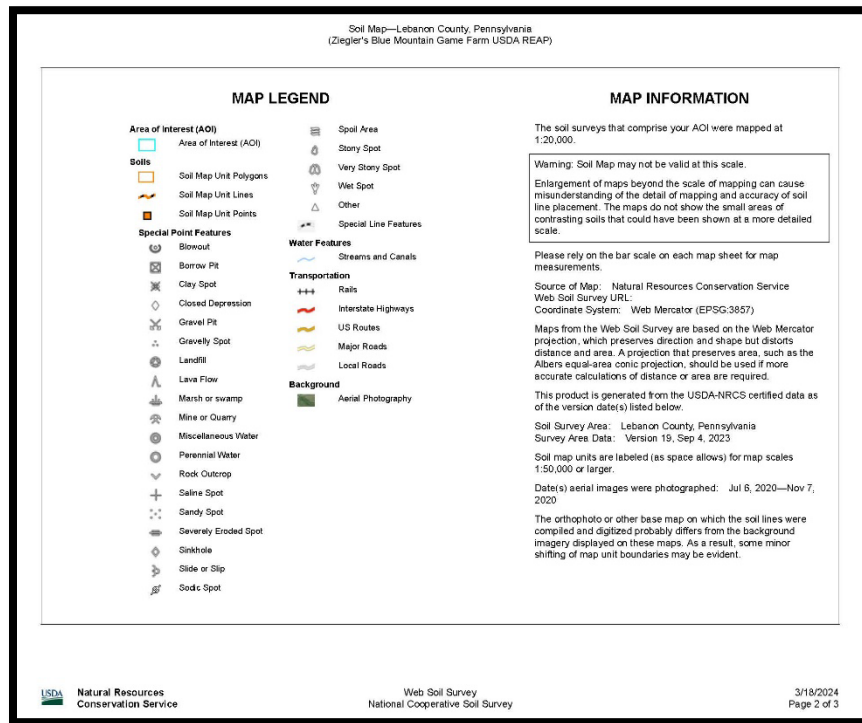 Soil Map—Lebanon County, Pennsylvania
(Ziegler's Blue Mountain Game Farm USDA REAP)
MAP LEGEND
Area of Interest (AOI)
Area of Interest (AOI)
Soils
Soil Map Unit Polygons
Soil Map Unit Lines
Soil Map Unit Points
Special Point Features
Blowout
Borrow Pit
Clay Spot
Closed Depression
Gravel Pit
Gravelly Spot
Landfill
Lava Flow
Marsh or swamp
Mine or Quarry
Miscellaneous Water
Perennial Water
Rock Outcrop
Saline Spot
Sandy Spot
Severely Eroded Spot
Sinkhole
Slide or Slip
Sodic Spot
Spoil Area
Stony Spot
Very Stony Spot
Wet Spot
Other
Special Line Features
Water Features
Streams and Canals
Transportation
Rails
Interstate Highways
US Routes
Major Roads
Local Roads
Background
Aerial Photography
MAP INFORMATION
The soil surveys that comprise your AOI were mapped at
1:20,000.
Warning: Soil Map may not be valid at this scale.
Enlargement of maps beyond the scale of mapping can cause
misunderstanding of the detail of mapping and accuracy of soil
line placement. The maps do not show the small areas of
contrasting soils that could have been shown at a more detailed
scale.
Please rely on the bar scale on each map sheet for map
measurements.
Source of Map: Natural Resources Conservation Service
Web Soil Survey URL:
Coordinate System: Web Mercator (EPSG:3857)
Maps from the Web Soil Survey are based on the Web Mercator
projection, which preserves direction and shape but distorts
distance and area. A projection that preserves area, such as the
Albers equal-area conic projection, should be used if more
accurate calculations of distance or area are required.
This product is generated from the USDA-NRCS certified data as
of the version date(s) listed below.
Soil Survey Area: Lebanon County, Pennsylvania
Survey Area Data: Version 19, Sep 4, 2023
Soil map units are labeled (as space allows) for map scales
1:50,000 or larger.
Date(s) aerial images were photographed: Jul 6, 2020—Nov 7,
2020
The orthophoto or other base map on which the soil lines were
compiled and digitized probably differs from the background
imagery displayed on these maps. As a result, some minor
shifting of map unit boundaries may be evident.
USDA
Natural Resources
Conservation Service
Web Soil Survey
National Cooperative Soil Survey
3/18/2024
Page 2 of 3